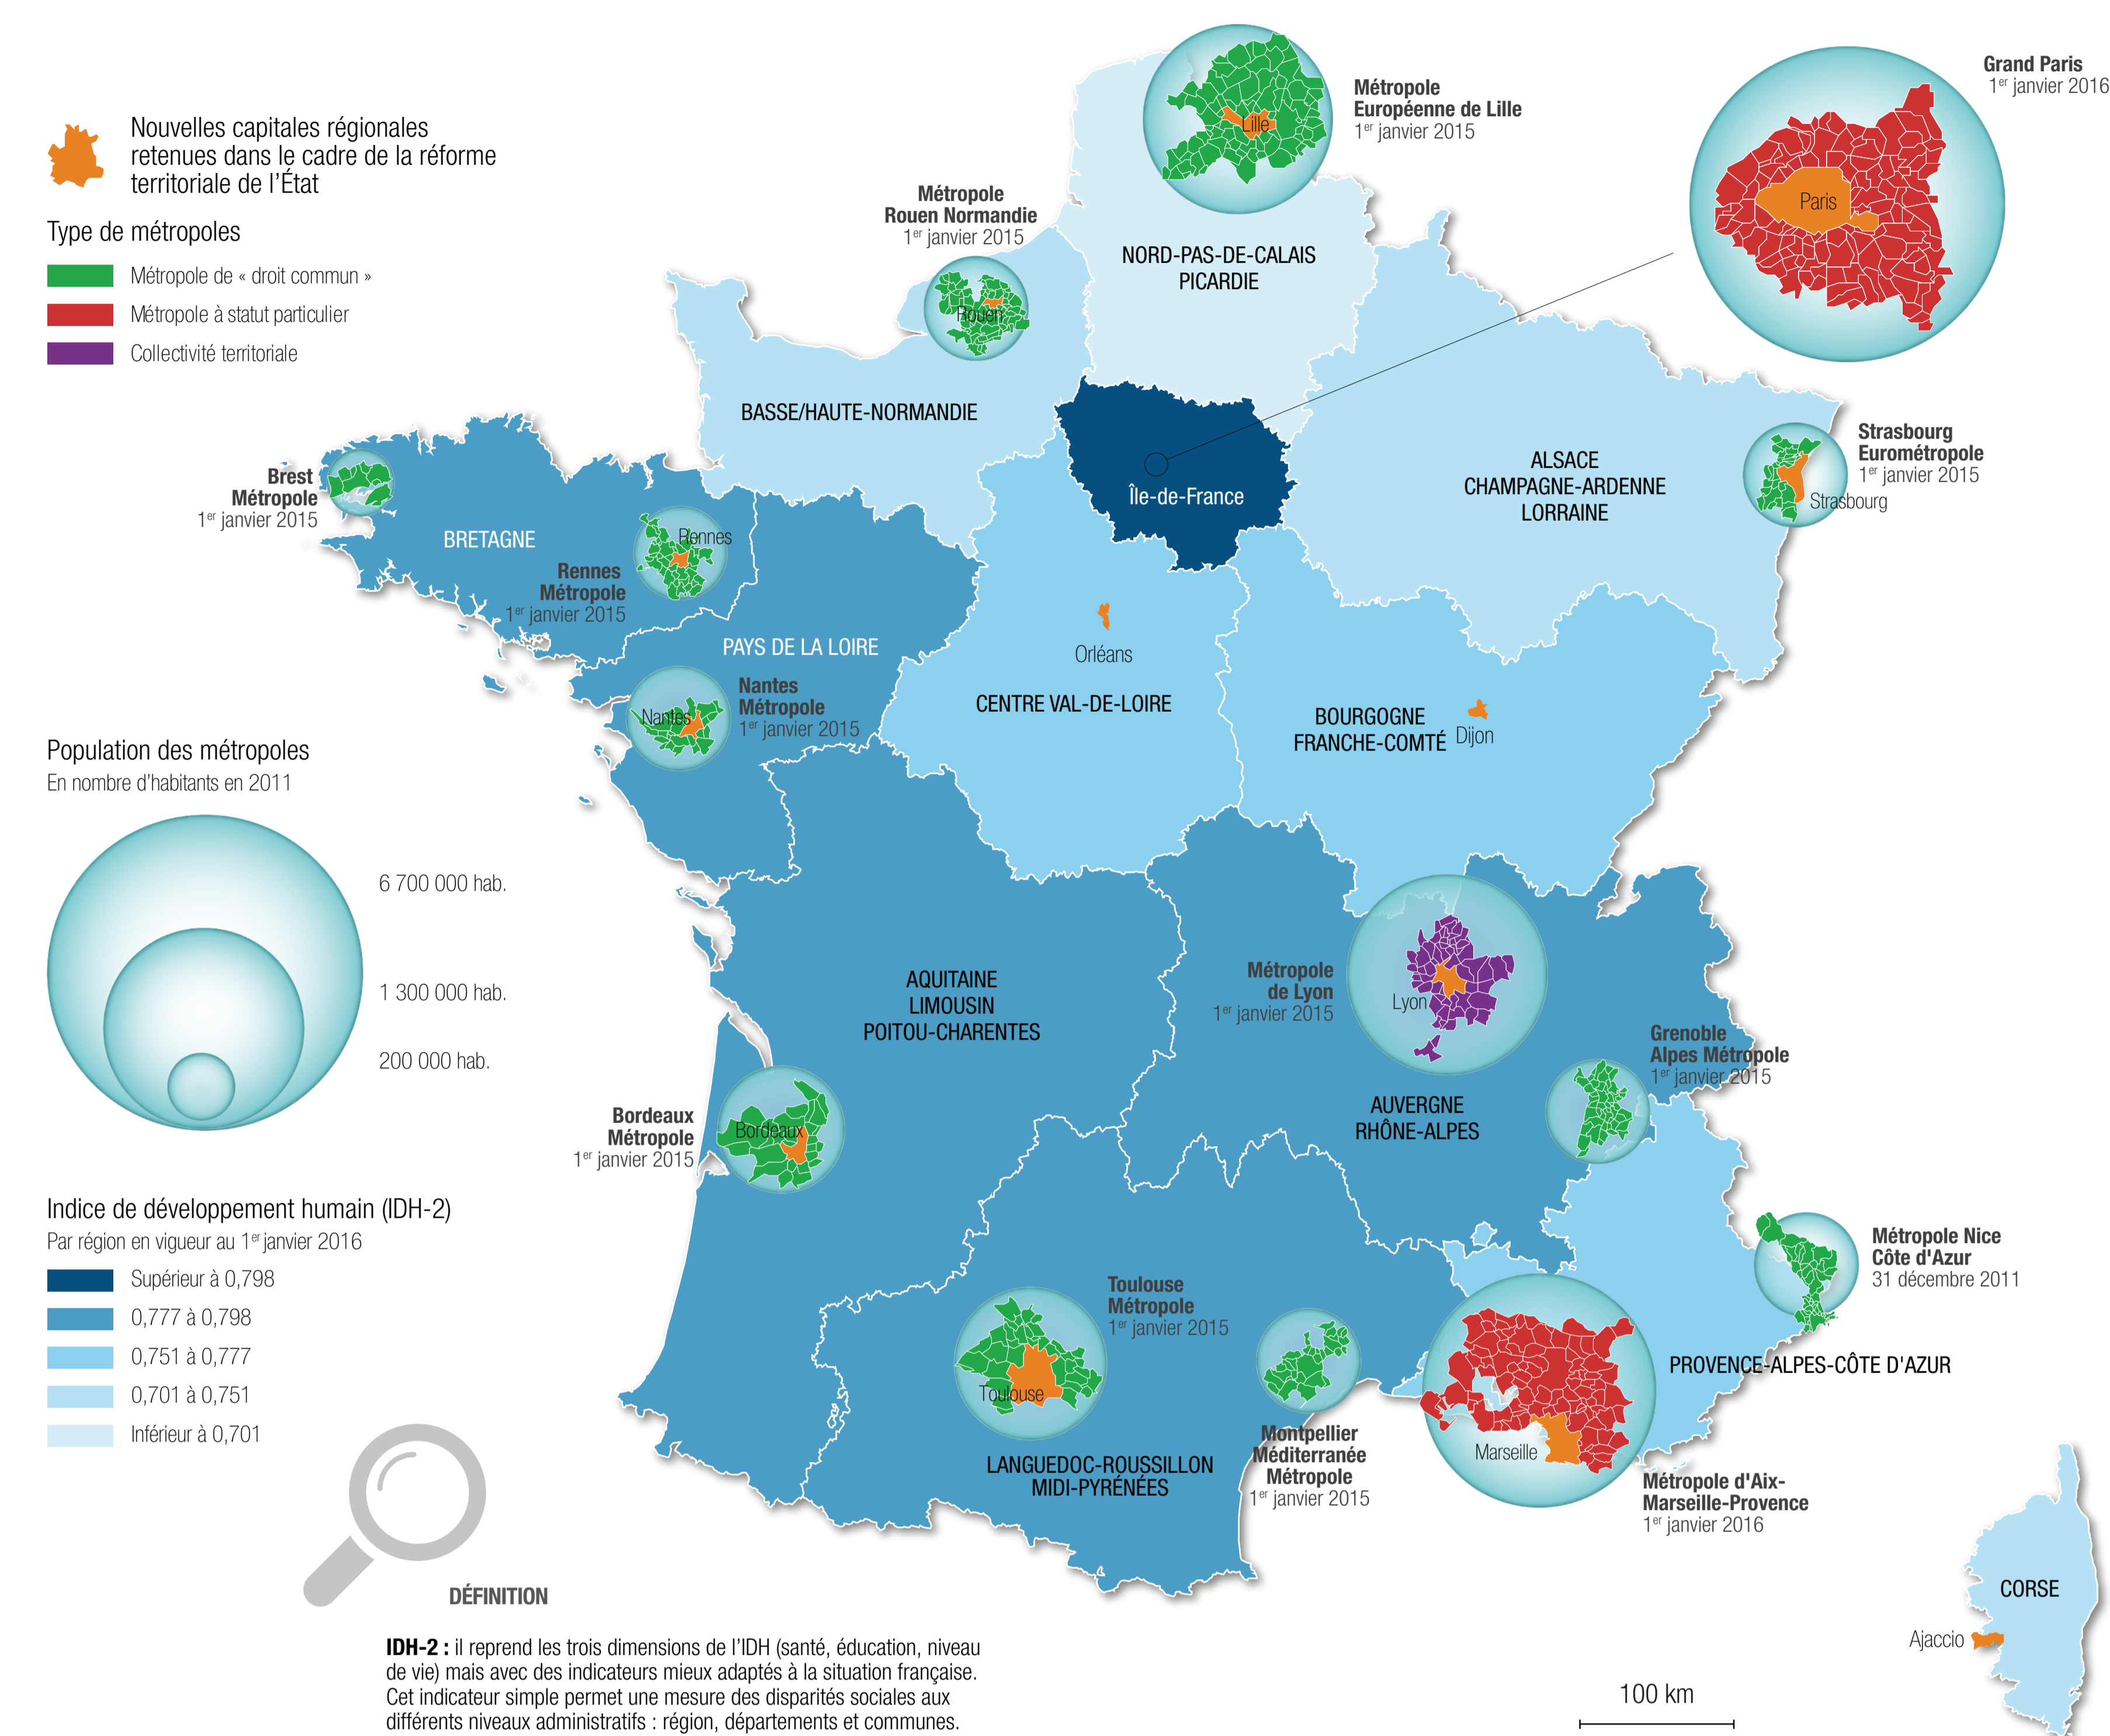 Nouvelles capitales régionales
retenues dans le cadre de la réforme
territoriale de l'État
Type de métropoles
Métropole de « droit commun »
Métropole à statut particulier
Collectivité territoriale
Population des métropoles
En nombre d'habitants en 2011
6 700 000 hab.
1 300 000 hab.
200 000 hab.
Indice de développement humain (IDH-2)
Par région en vigueur au 1er janvier 2016
Supérieur à 0,798
0,777 à 0,798
0,751 à 0,777
0,701 à 0,751
Inférieur à 0,701
Métropole
Européenne de Lille
1er janvier 2015
Lille
Grand Paris
1er janvier 2016
Paris
Métropole
Rouen Normandie
1er janvier 2015
Rouen
NORD-PAS-DE-CALAIS
PICARDIE
BASSE/HAUTE-NORMANDIE
Île-de-France
ALSACE
CHAMPAGNE-ARDENNE
LORRAINE
Strasbourg
Eurométropole
1er janvier 2015
Strasbourg
Brest
Métropole
1er janvier 2015
BRETAGNE
Rennes
Rennes
Métropole
1er janvier 2015
PAYS DE LA LOIRE
Nantes
Métropole
1er janvier 2015
Nantes
Orléans
CENTRE VAL-DE-LOIRE
BOURGOGNE
FRANCHE-COMTÉ
Dijon
AQUITAINE
LIMOUSIN
POITOU-CHARENTES
Métropole
de Lyon
1er janvier 2015
Lyon
Grenoble
Alpes Métropole
1er janvier 2015
AUVERGNE
RHÔNE-ALPES
Bordeaux
Métropole
1er janvier 2015
Bordeaux
Métropole Nice
Côte d'Azur
31 décembre 2011
Toulouse
Métropole
1er janvier 2015
Toulouse
LANGUEDOC-ROUSSILLON
MIDI-PYRÉNÉES
Montpellier
Méditerranée
Métropole
1er janvier 2015
PROVENCE-ALPES-CÔTE D'AZUR
Marseille
Métropole d'Aix-
Marseille-Provence
1er janvier 2016
CORSE
Ajaccio
100 km
DÉFINITION
IDH-2 : il reprend les trois dimensions de l'IDH (santé, éducation, niveau
de vie) mais avec des indicateurs mieux adaptés à la situation française.
Cet indicateur simple permet une mesure des disparités sociales aux
différents niveaux administratifs : région, départements et communes.